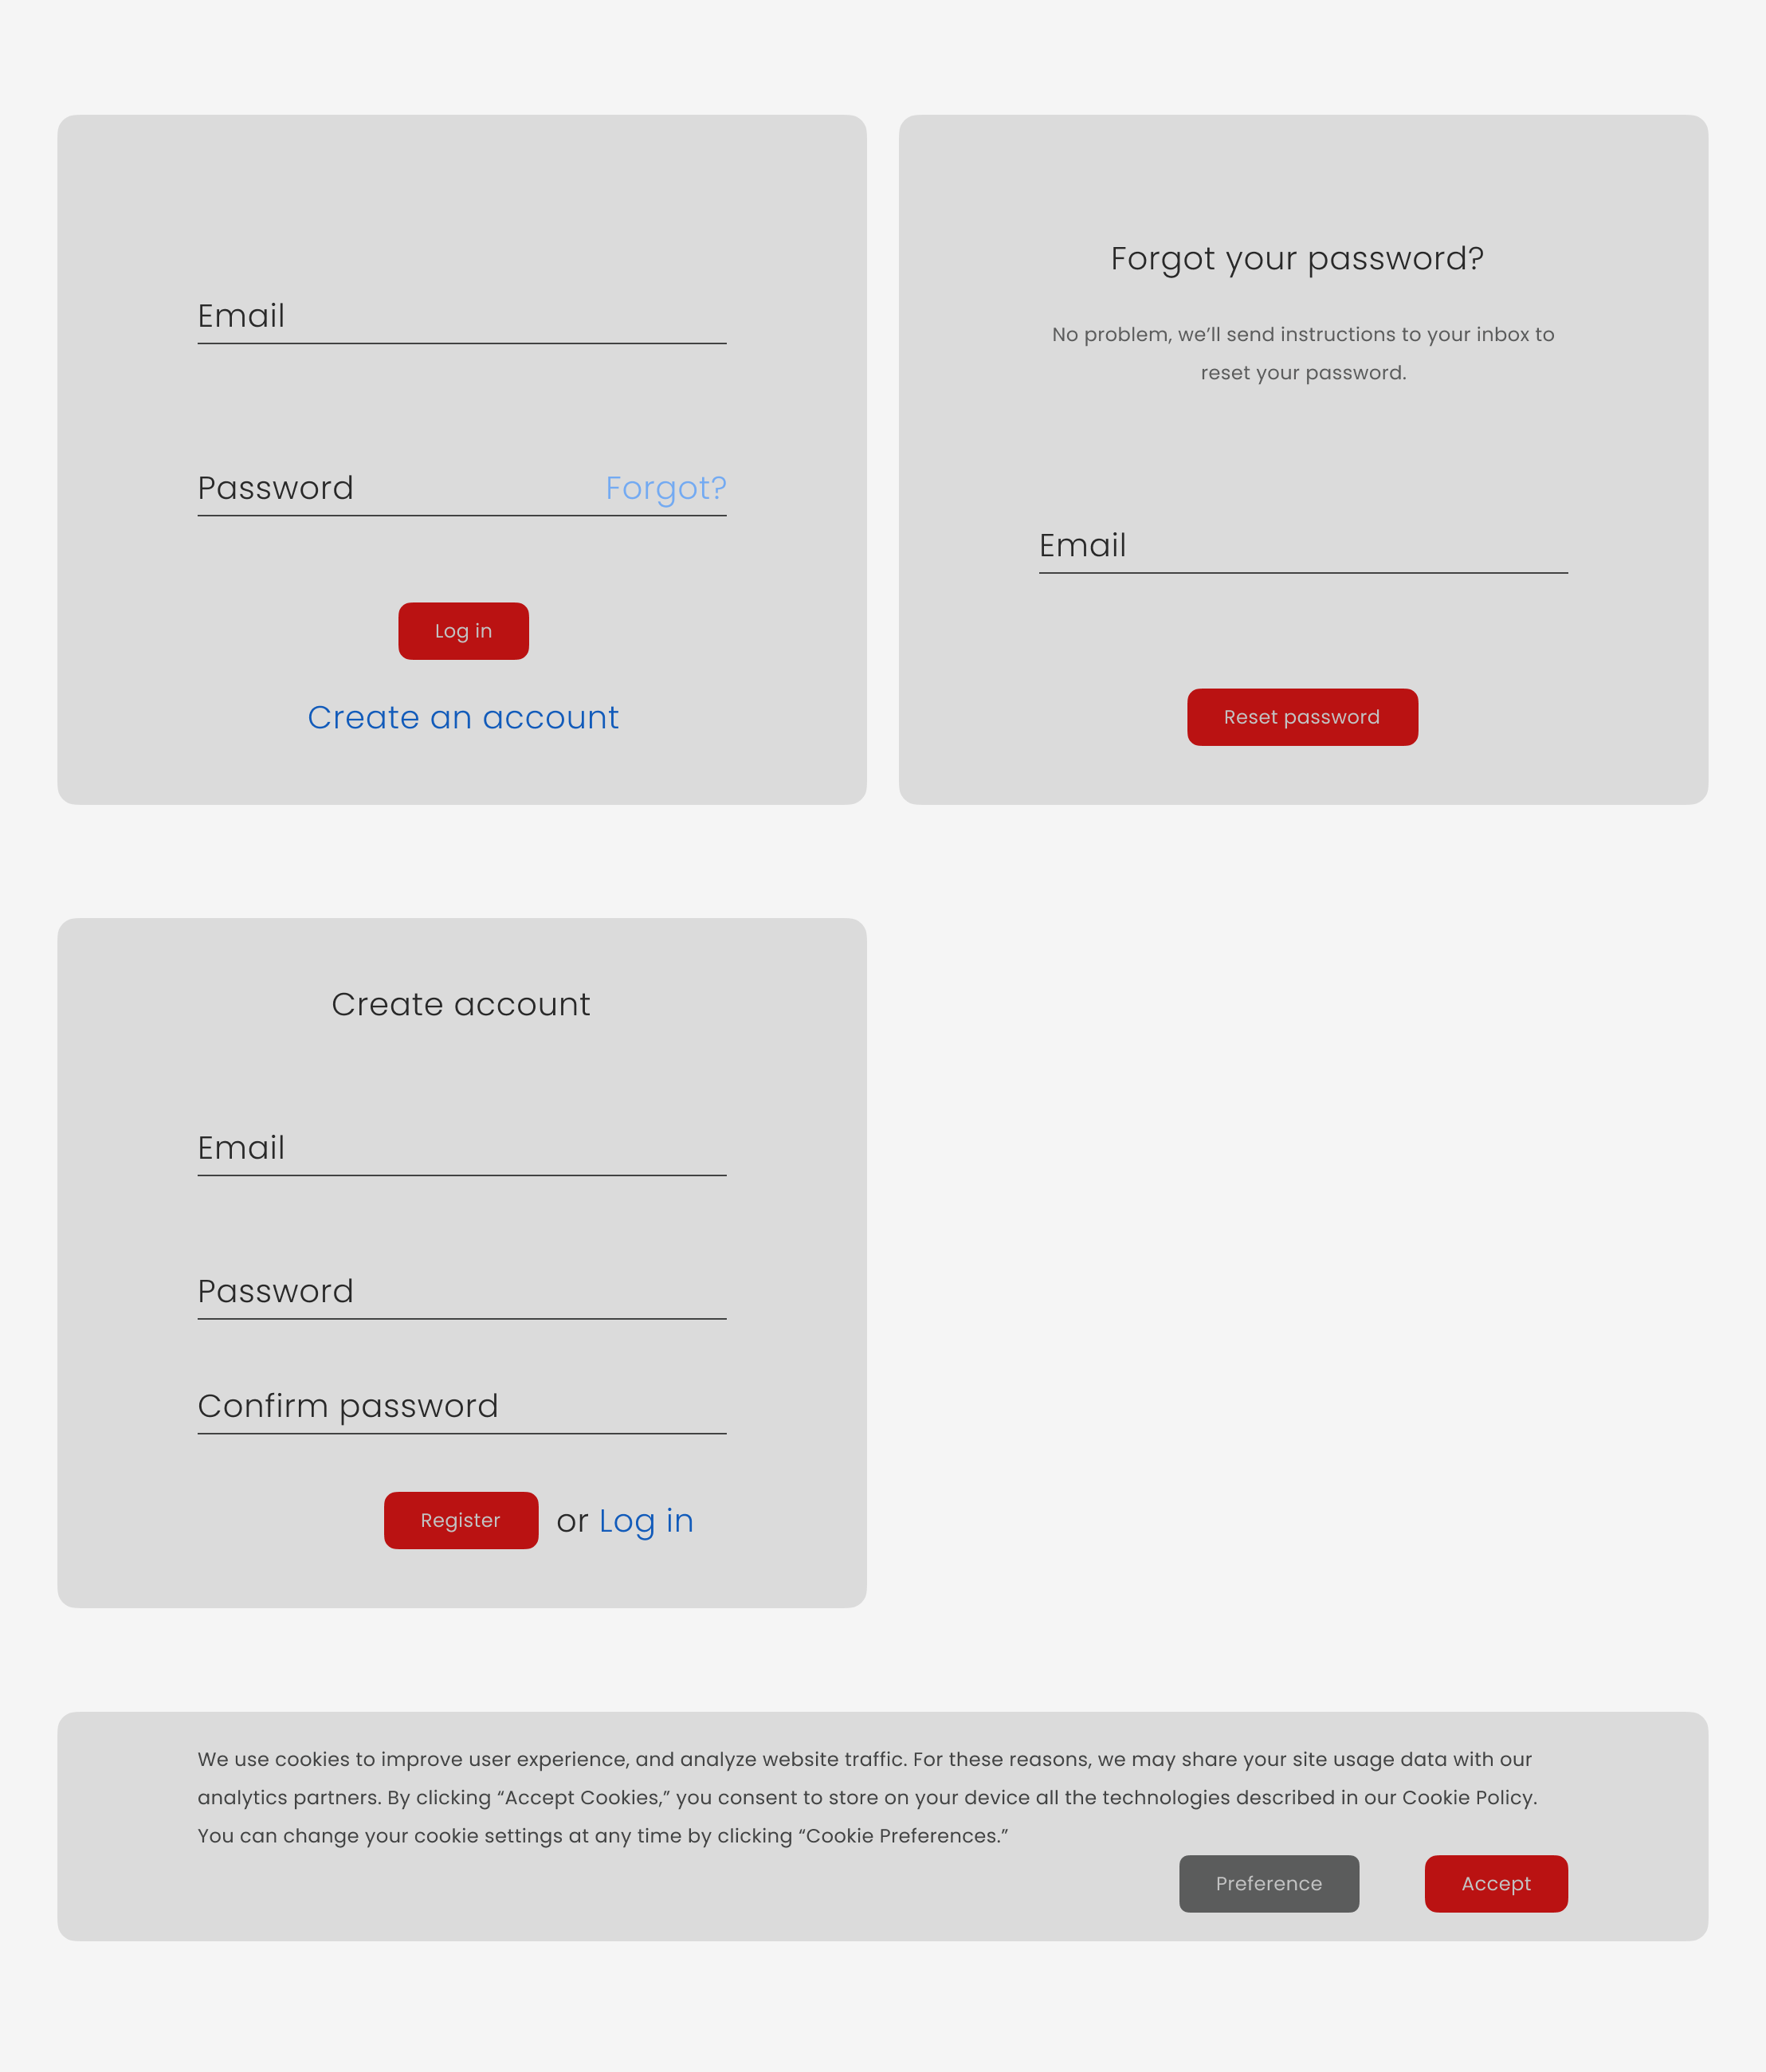 Email
Password Forgot?
Log in
Create an account
Forgot your password?
No problem, we’ll send instructions to your inbox to
reset your password.
Email
Reset password
Create account
Email
Password
Confirm password
Register or Log in
We use cookies to improve user experience, and analyze website traffic. For these reasons, we may share your site usage data with our
analytics partners. By clicking “Accept Cookies,” you consent to store on your device all the technologies described in our Cookie Policy.
You can change your cookie settings at any time by clicking “Cookie Preferences.”
Preference Accept